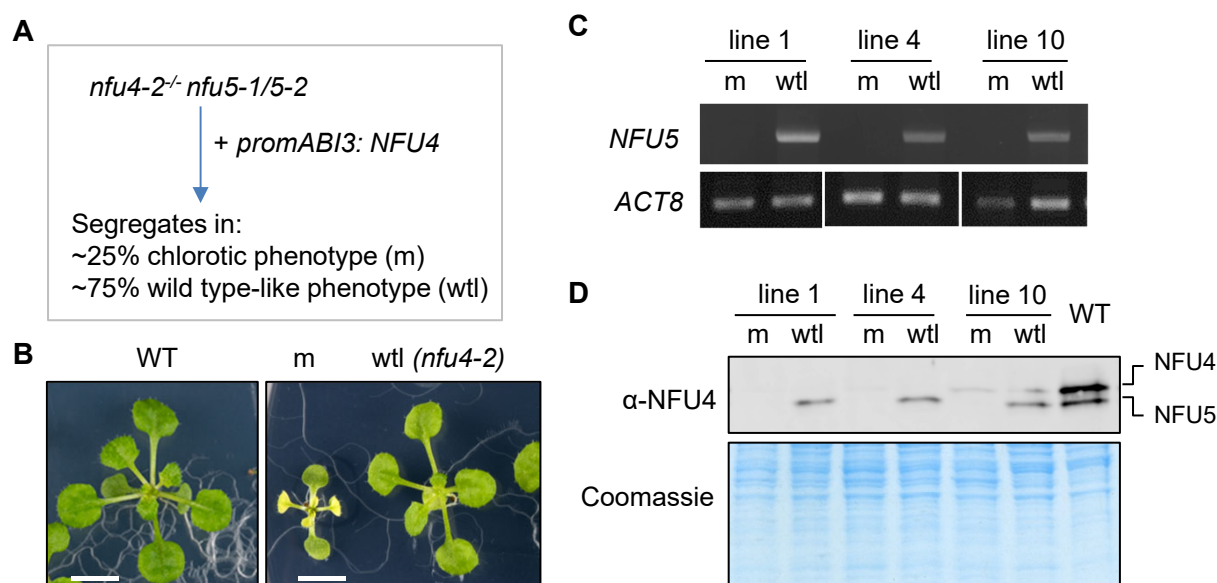 A
nfu4-2-/- nfu5-1/5-2
+ promABI3: NFU4
Segregates in:
~25% chlorotic phenotype (m)
~75% wild type-like phenotype (wtl)
B
WT m wtl (nfu4-2)
C
line 1 line 4 line 10
m wtl m wtl m wtl
NFU5
ACT8
D
line 1 line 4 line 10 WT
m wtl m wtl m wtl
α-NFU4
NFU4
NFU5
Coomassie